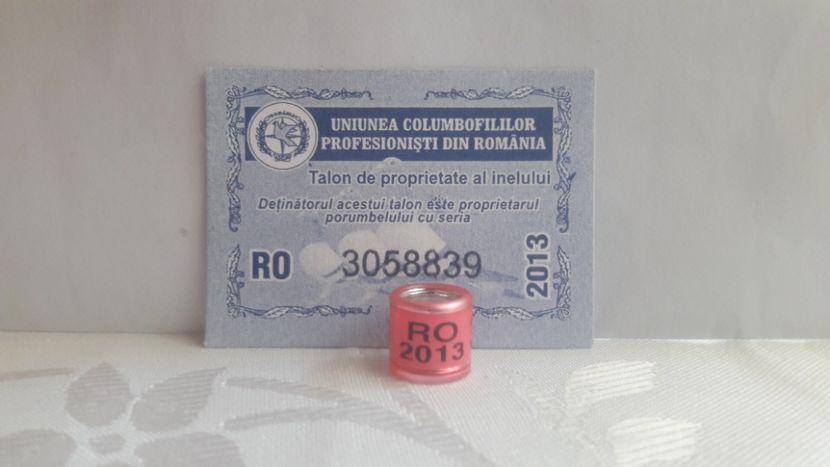 UNIUNEA COLUMBOFILILOR
PROFESIONIȘTI DIN ROMÂNIA
Talon de proprietate al inelului
Deținătorul acestui talon este proprietarul
porumbelului cu seria
RO 3058839
2013
RO
2013